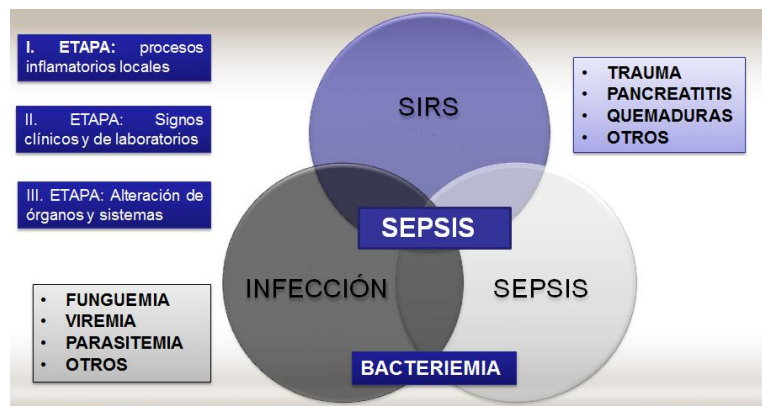 I. ETAPA: procesos
inflamatorios locales
II. ETAPA: Signos
clínicos y de laboratorios
III. ETAPA: Alteración de
órganos y sistemas
SIRS
• TRAUMA
• PANCREATITIS
• QUEMADURAS
• OTROS
SEPSIS
INFECCIÓN
SEPSIS
• FUNGUEMIA
• VIREMIA
• PARASITEMIA
• OTROS
BACTERIEMIA